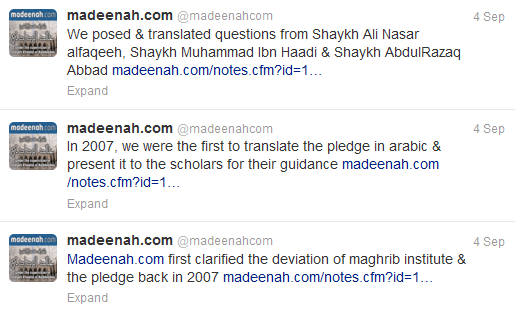 madeenah.com @madeenahcom 4 Sep
We posed & translated questions from Shaykh Ali Nasar
alfaqeeh, Shaykh Muhammad Ibn Haadi & Shaykh AbdulRazaq
Abbad madeenah.com/notes.cfm?id=1…
Expand
madeenah.com @madeenahcom 4 Sep
In 2007, we were the first to translate the pledge in arabic &
present it to the scholars for their guidance madeenah.com
/notes.cfm?id=1…
Expand
madeenah.com @madeenahcom 4 Sep
Madeenah.com first clarified the deviation of maghrib institute &
the pledge back in 2007 madeenah.com/notes.cfm?id=1…
Expand